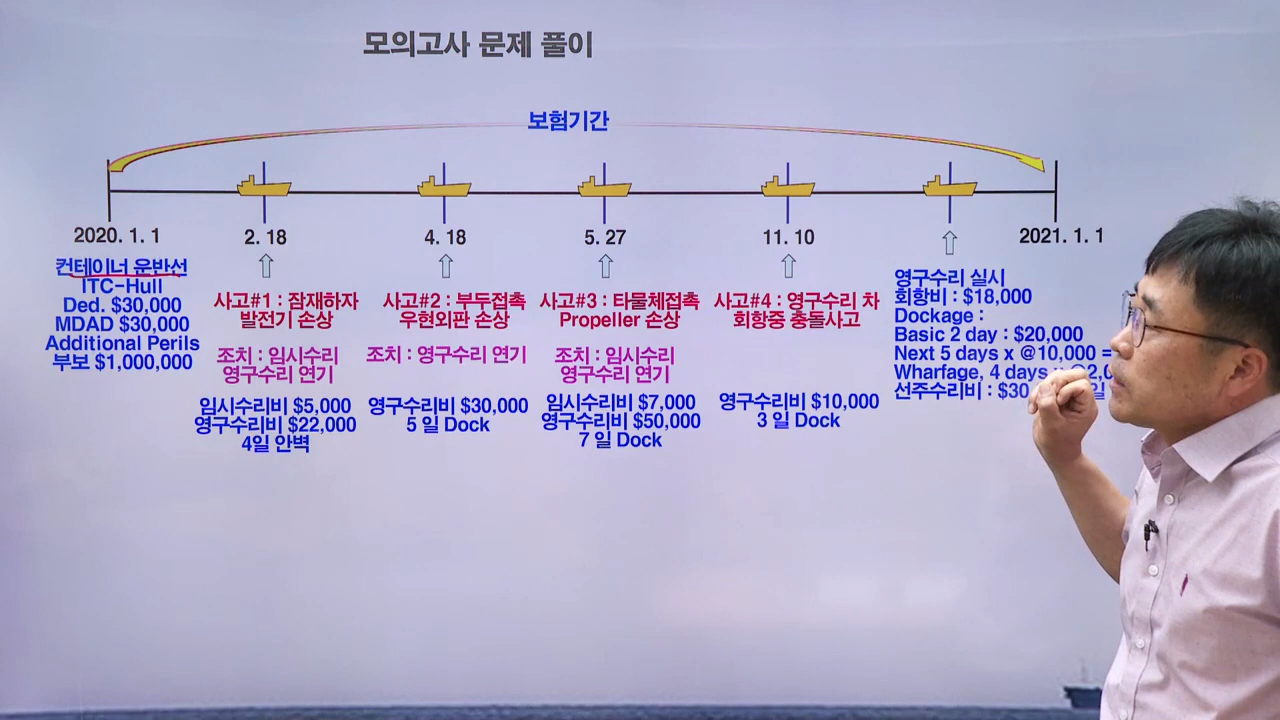 모의고사 문제 풀이
보험기간
2020. 1. 1
2. 18
4. 18
5. 27
11. 10
2021. 1. 1
컨테이너 운반선
ITC-Hull
Ded. $30,000
MDAD $30,000
Additional Perils
부보 $1,000,000
사고#1 : 잠재하자
발전기 손상
조치 : 임시수리
영구수리 연기
임시수리비 $5,000
영구수리비 $22,000
4일 안벽
사고#2 : 부두접촉
우현외판 손상
조치 : 영구수리 연기
영구수리비 $30,000
5 일 Dock
사고#3 : 타물체접촉
Propeller 손상
조치 : 임시수리
영구수리 연기
임시수리비 $7,000
영구수리비 $50,000
7 일 Dock
사고#4 : 영구수리 차
회항중 충돌사고
영구수리비 $10,000
3 일 Dock
영구수리 실시
회항비 : $18,000
Dockage :
Basic 2 day : $20,000
Next 5 days x @10,000 =
Wharfage, 4 days
선주수리비 :